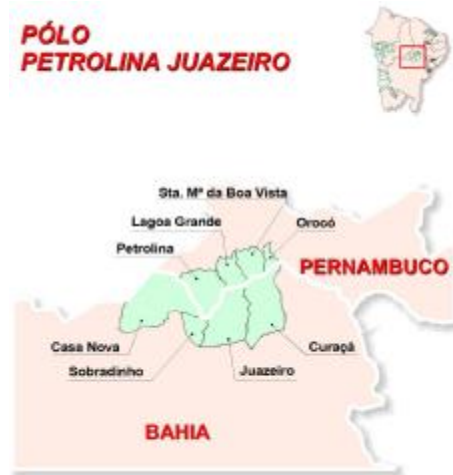 PÓLO
PETROLINA JUAZEIRO
Sta. Mª da Boa Vista
Lagoa Grande
Orocó
Petrolina
PERNAMBUCO
Casa Nova
Curaçá
Sobradinho
Juazeiro
BAHIA